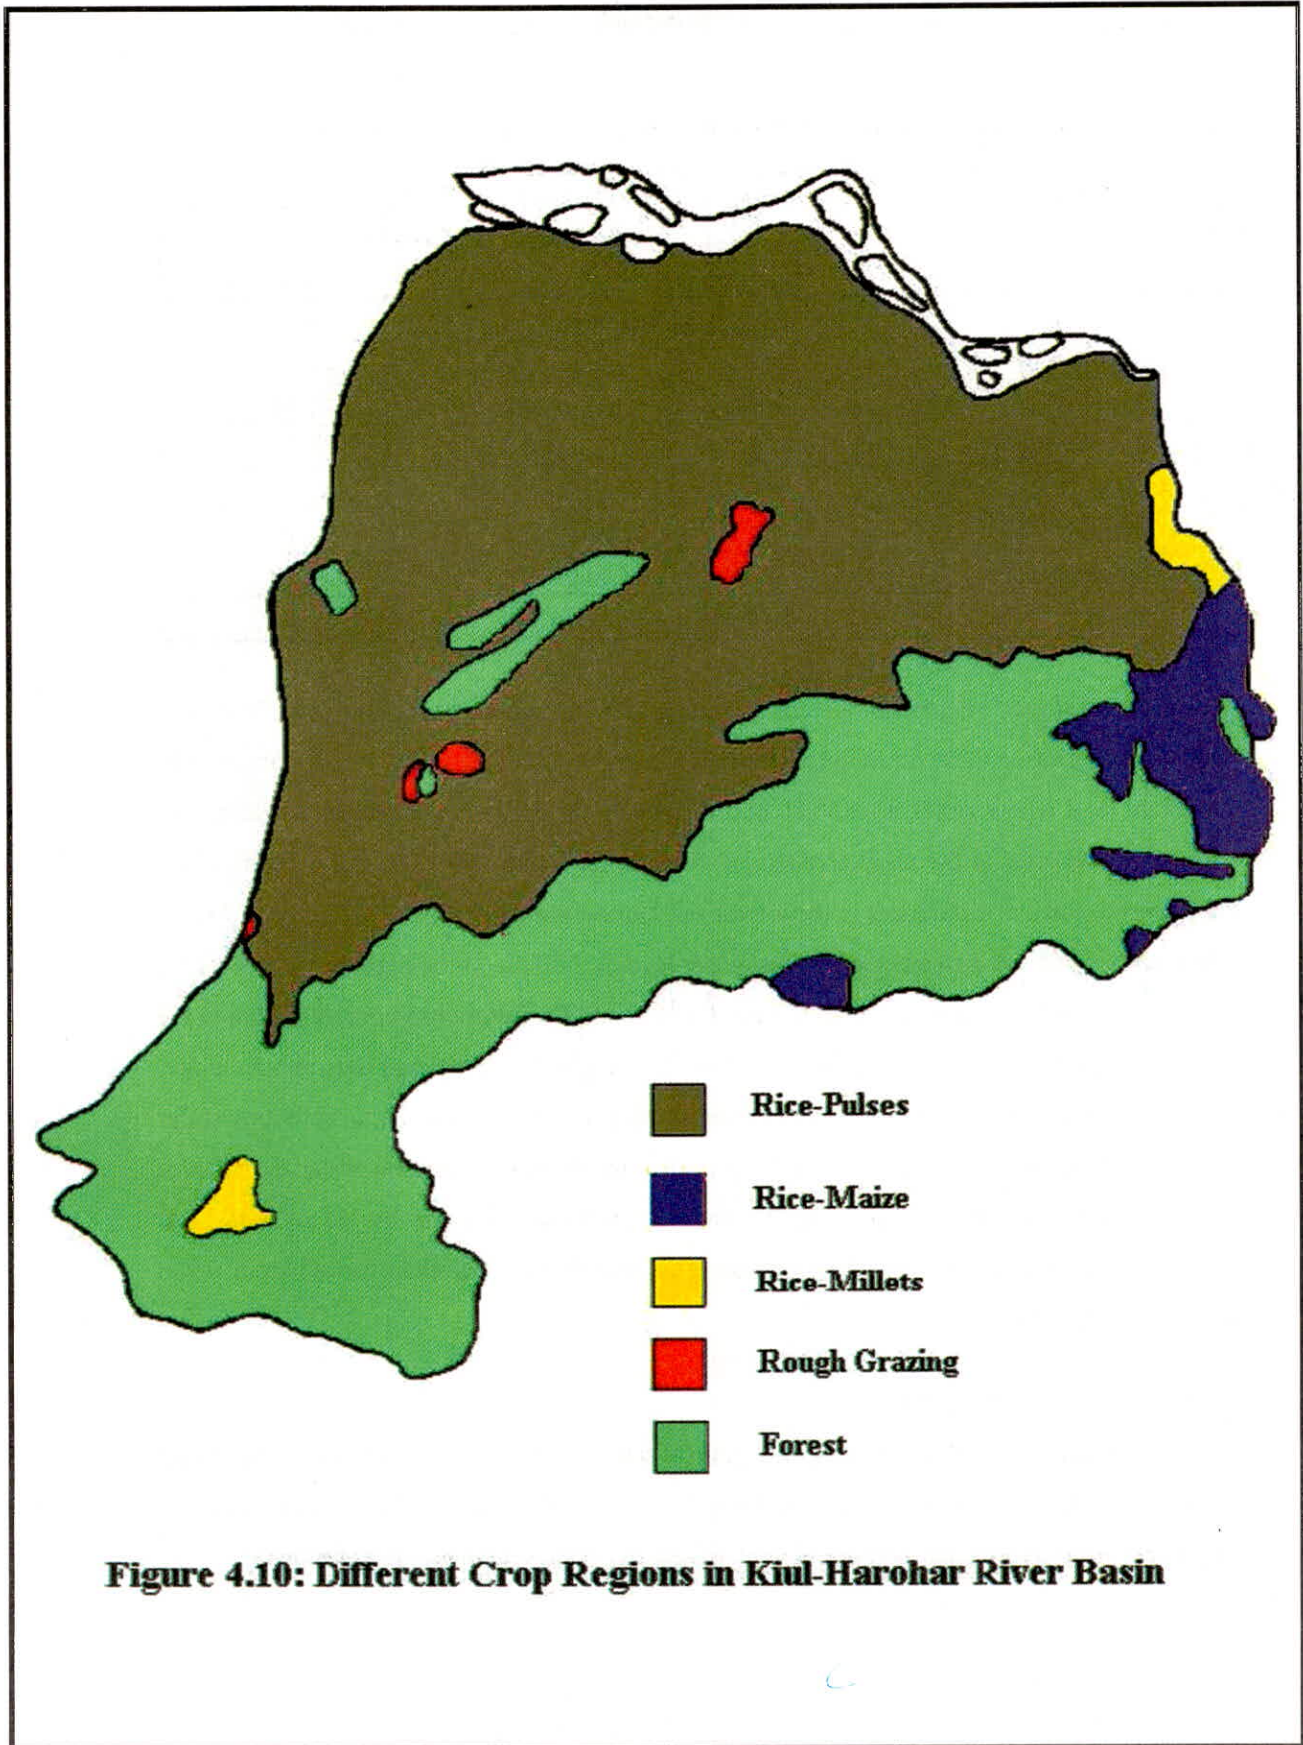 Rice-Pulses
Rice-Maize
Rice-Millets
Rough Grazing
Forest
Figure 4.10: Different Crop Regions in Kiul-Harohar River Basin